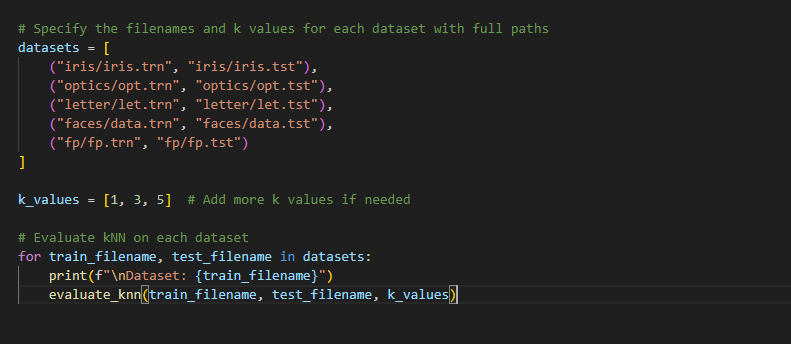 # Specify the filenames and k values for each dataset with full paths
datasets = [
    ("iris/iris.trn", "iris/iris.tst"),
    ("optics/opt.trn", "optics/opt.tst"),
    ("letter/let.trn", "letter/let.tst"),
    ("faces/data.trn", "faces/data.tst"),
    ("fp/fp.trn", "fp/fp.tst")
]
k_values = [1, 3, 5]  # Add more k values if needed
# Evaluate kNN on each dataset
for train_filename, test_filename in datasets:
    print(f"\nDataset: {train_filename}")
    evaluate_knn(train_filename, test_filename, k_values)